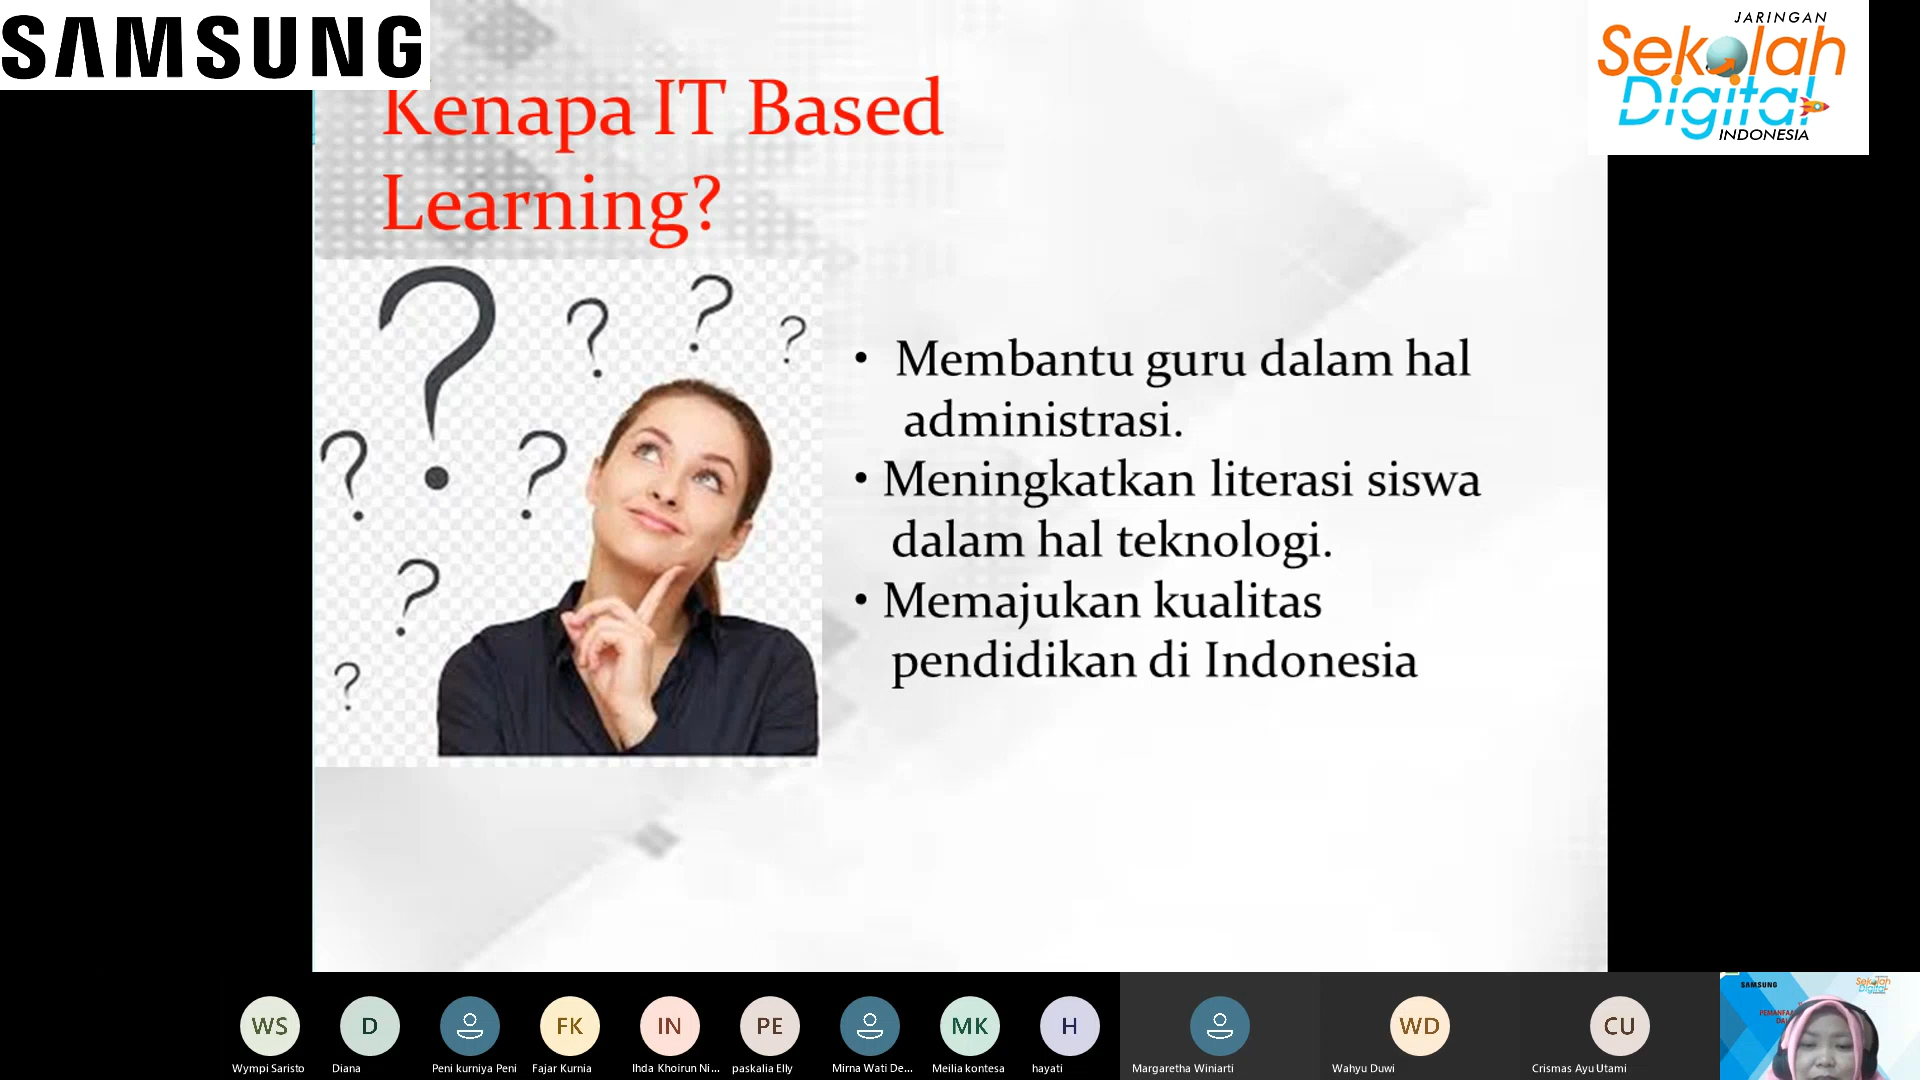 SAMSUNG
JARINGAN
Sekolah
Digital
INDONESIA
Kenapa IT Based
Learning?
? ? ? ?
? ?
?
?
• Membantu guru dalam hal
administrasi.
• Meningkatkan literasi siswa
dalam hal teknologi.
• Memajukan kualitas
pendidikan di Indonesia
WS D FK IN PE MK H WD CU
Wympi Saristo Diana Peni kurniya Peni Fajar Kurnia Ihda Khoirun Ni... paskalia Elly Mirna Wati De... Meilia kontesa hayati Margaretha Winiarti Wahyu Duwi Crismas Ayu Utami
SAMSUNG
Sekolah
Digital